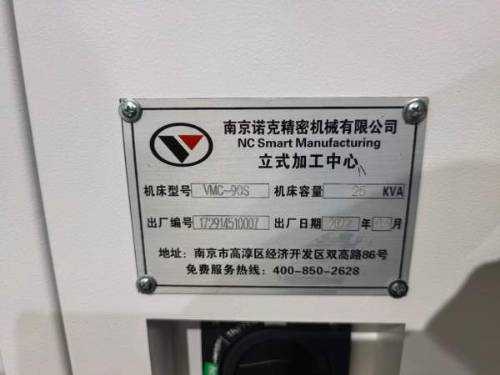 南京诺克精密机械有限公司
NC Smart Manufacturing
立式加工中心
机床型号 VMC-90S 机床容量 25 KVA
出厂编号 172914510007 出厂日期 年 月
地址：南京市高淳区经济开发区双高路86号
免费服务热线：400-850-2628